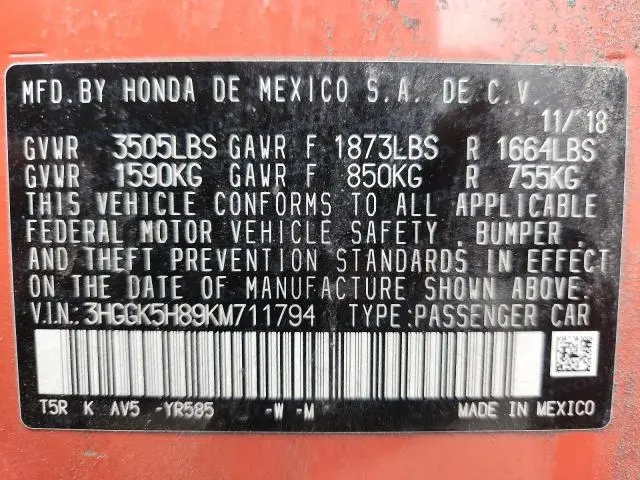 MFD.BY HONDA DE MEXICO S.A. DE C.V.
11/ 18
GVWR 3505LBS GAWR F 1873LBS R 1664LBS
GVWR 1590KG GAWR F 850KG R 755KG
THIS VEHICLE CONFORMS TO ALL APPLICABLE
FEDERAL MOTOR VEHICLE SAFETY , BUMPER ,
AND THEFT PREVENTION STANDARDS IN EFFECT
ON THE DATE OF MANUFACTURE SHOWN ABOVE.
V.I.N.:3HGGK5H89KM711794 TYPE:PASSENGER CAR
T5R K AV5 -YR585 -W -M MADE IN MEXICO